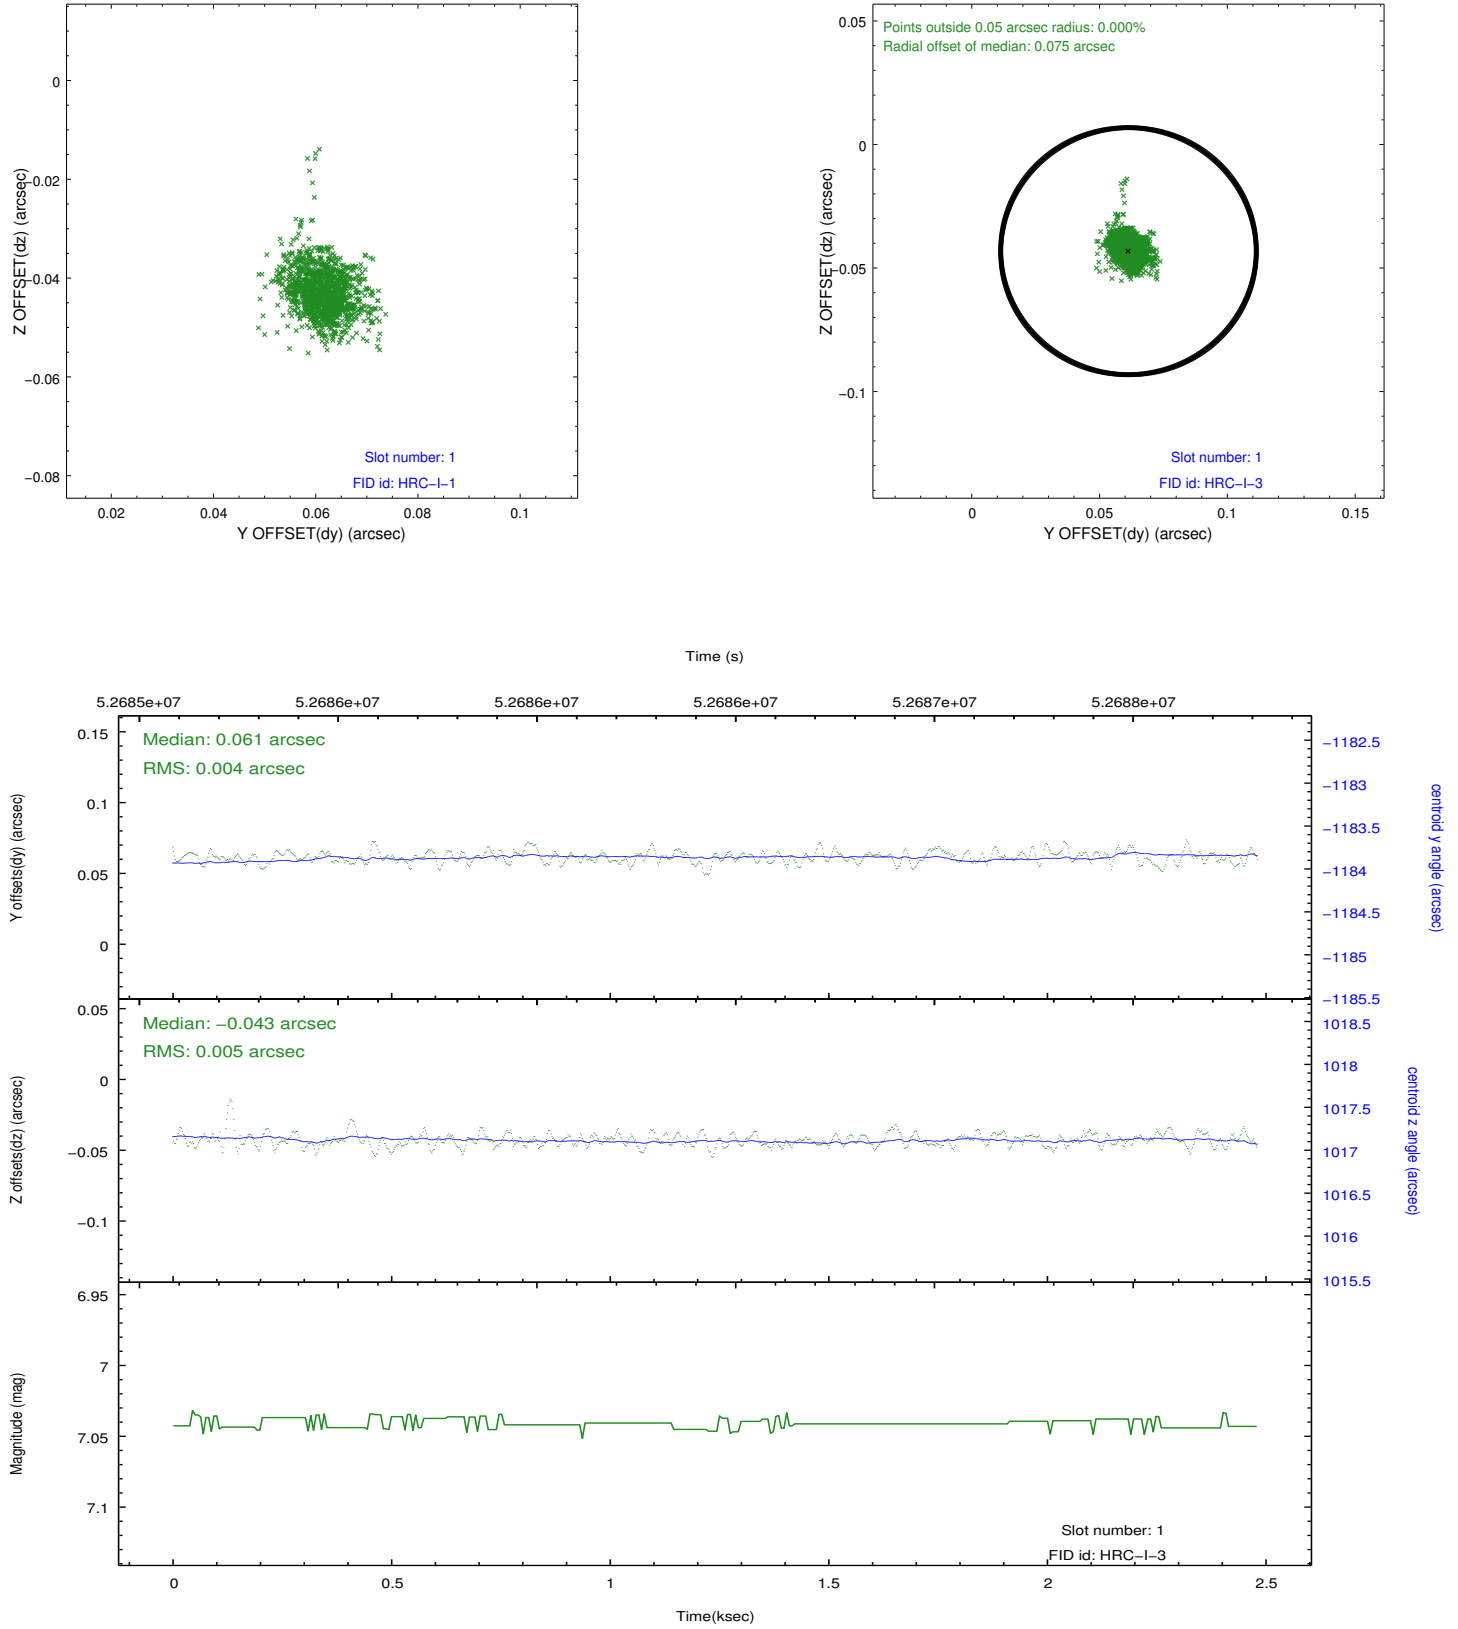 0
−0.02
−0.04
−0.06
−0.08
Z OFFSET(dz) (arcsec)
Slot number: 1
FID id: HRC−I−1
0.02
0.04
0.06
0.08
0.1
Y OFFSET(dy) (arcsec)
Points outside 0.05 arcsec radius: 0.000%
Radial offset of median: 0.075 arcsec
0.05
0
−0.05
−0.1
Z OFFSET(dz) (arcsec)
Slot number: 1
FID id: HRC−I−3
0
0.05
0.1
0.15
Y OFFSET(dy) (arcsec)
Time (s)
5.2685e+07
5.2686e+07
5.2686e+07
5.2686e+07
5.2687e+07
5.2688e+07
Median: 0.061 arcsec
RMS: 0.004 arcsec
0.15
0.1
0.05
0
Y offsets(dy) (arcsec)
−1182.5
−1183
−1183.5
−1184
−1184.5
−1185
−1185.5
centroid y angle (arcsec)
Median: −0.043 arcsec
RMS: 0.005 arcsec
0.05
0
−0.05
−0.1
Z offsets(dz) (arcsec)
1018.5
1018
1017.5
1017
1016.5
1016
1015.5
centroid z angle (arcsec)
6.95
7
7.05
7.1
Magnitude (mag)
Slot number: 1
FID id: HRC−I−3
0
0.5
1
1.5
2
2.5
Time(ksec)